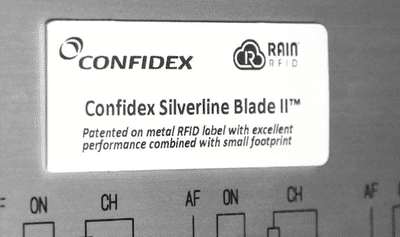 CONFIDEX
RAIN
RFID
Confidex Silverline Blade II™
Patented on metal RFID label with excellent
performance combined with small footprint
F ON CH AF ON CH AF